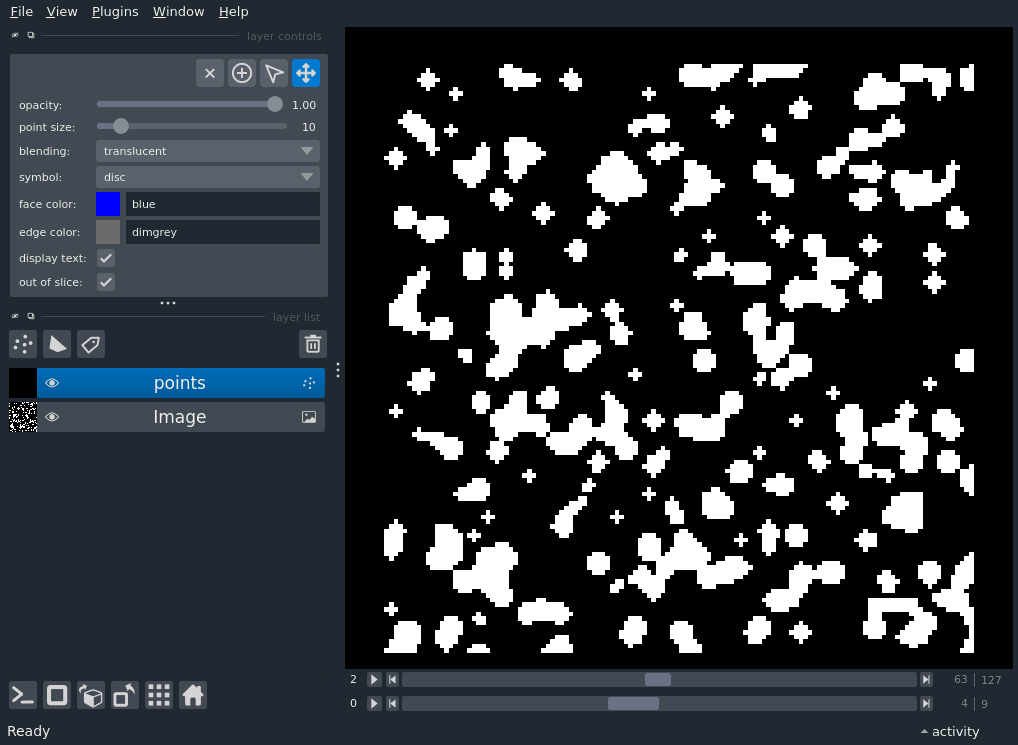 File View Plugins Window Help
layer controls
opacity: 1.00
point size: 10
blending: translucent
symbol: disc
face color: blue
edge color: dimgrey
display text:
out of slice:
layer list
points
Image
2 63 127
0 4 9
Ready activity